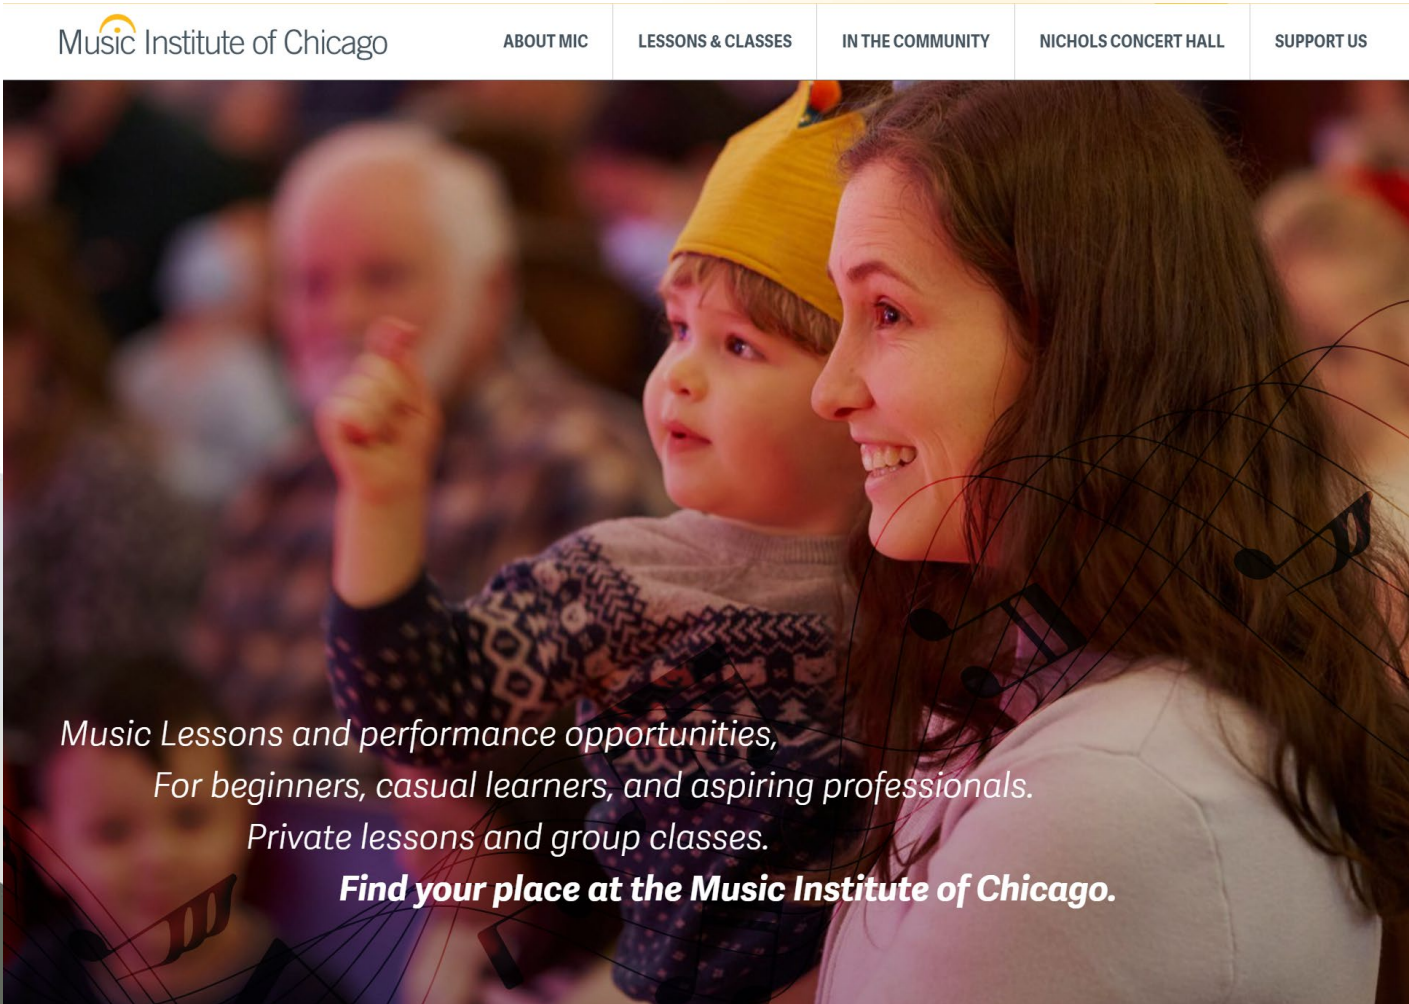 Music Institute of Chicago
ABOUT MIC
LESSONS & CLASSES
IN THE COMMUNITY
NICHOLS CONCERT HALL
SUPPORT US
Music Lessons and performance opportunities,
For beginners, casual learners, and aspiring professionals.
Private lessons and group classes.
Find your place at the Music Institute of Chicago.